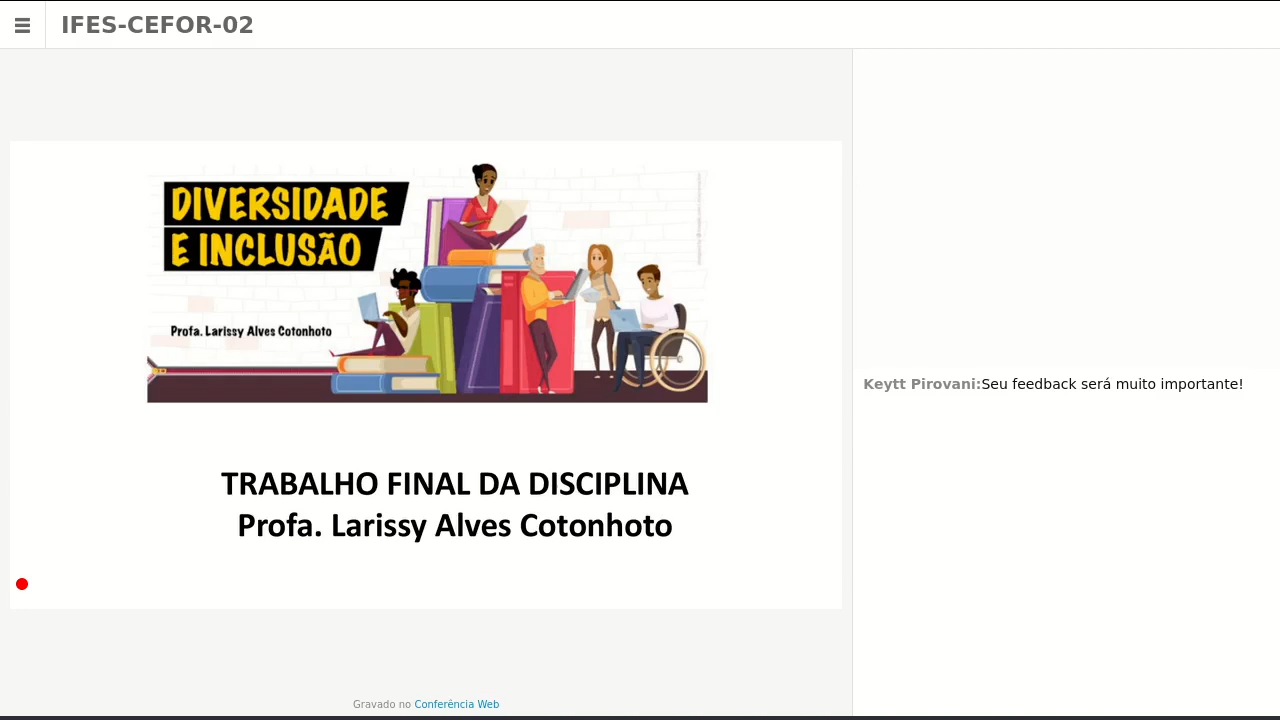 IFES-CEFOR-02
DIVERSIDADE
E INCLUSÃO
Profa. Larissy Alves Cotonhoto
TRABALHO FINAL DA DISCIPLINA
Profa. Larissy Alves Cotonhoto
Keytt Pirovani:Seu feedback será muito importante!
Gravado no Conferência Web